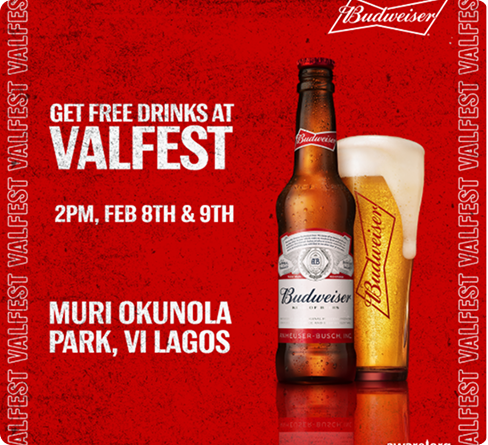 Budweiser
GET FREE DRINKS AT
VALFEST
2PM, FEB 8TH & 9TH
MURI OKUNOLA
PARK, VI LAGOS
Budweiser
Budweiser
ANHEUSER-BUSCH, INC.
Budweiser
VALFEST VALFEST VALFEST VALFEST
VALFEST VALFEST VALFEST VALFEST